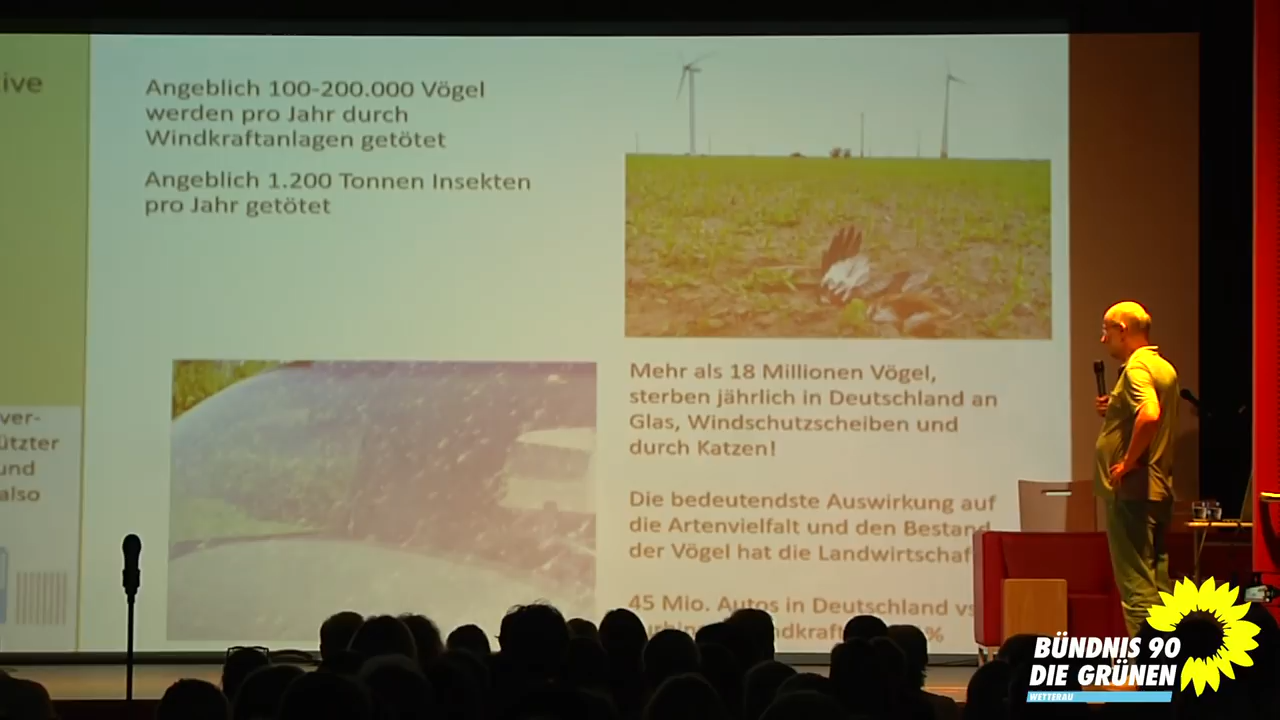 ive
ver-
ützter
und
also
Angeblich 100-200.000 Vögel
werden pro Jahr durch
Windkraftanlagen getötet
Angeblich 1.200 Tonnen Insekten
pro Jahr getötet
Mehr als 18 Millionen Vögel,
sterben jährlich in Deutschland an
Glas, Windschutzscheiben und
durch Katzen!
Die bedeutendste Auswirkung auf
die Artenvielfalt und den Bestand
der Vögel hat die Landwirtschaf
45 Mio. Autos in Deutschland vs
BÜNDNIS 90
DIE GRÜNEN
WETTERAU